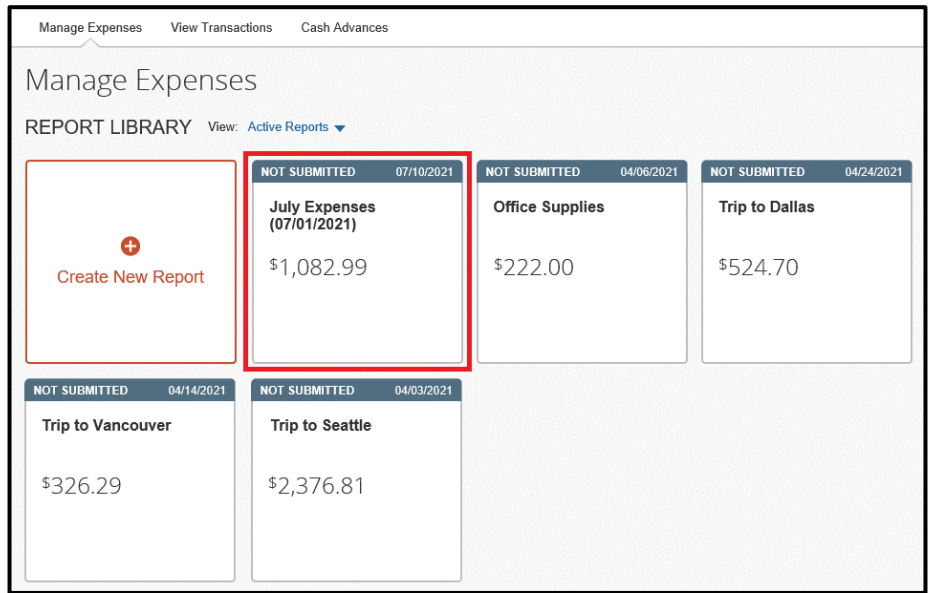 Manage Expenses View Transactions Cash Advances
Manage Expenses
REPORT LIBRARY View: Active Reports
NOT SUBMITTED 07/10/2021
July Expenses
(07/01/2021)
$1,082.99
NOT SUBMITTED 04/06/2021
Office Supplies
$222.00
NOT SUBMITTED 04/24/2021
Trip to Dallas
$524.70
Create New Report
NOT SUBMITTED 04/14/2021
Trip to Vancouver
$326.29
NOT SUBMITTED 04/03/2021
Trip to Seattle
$2,376.81